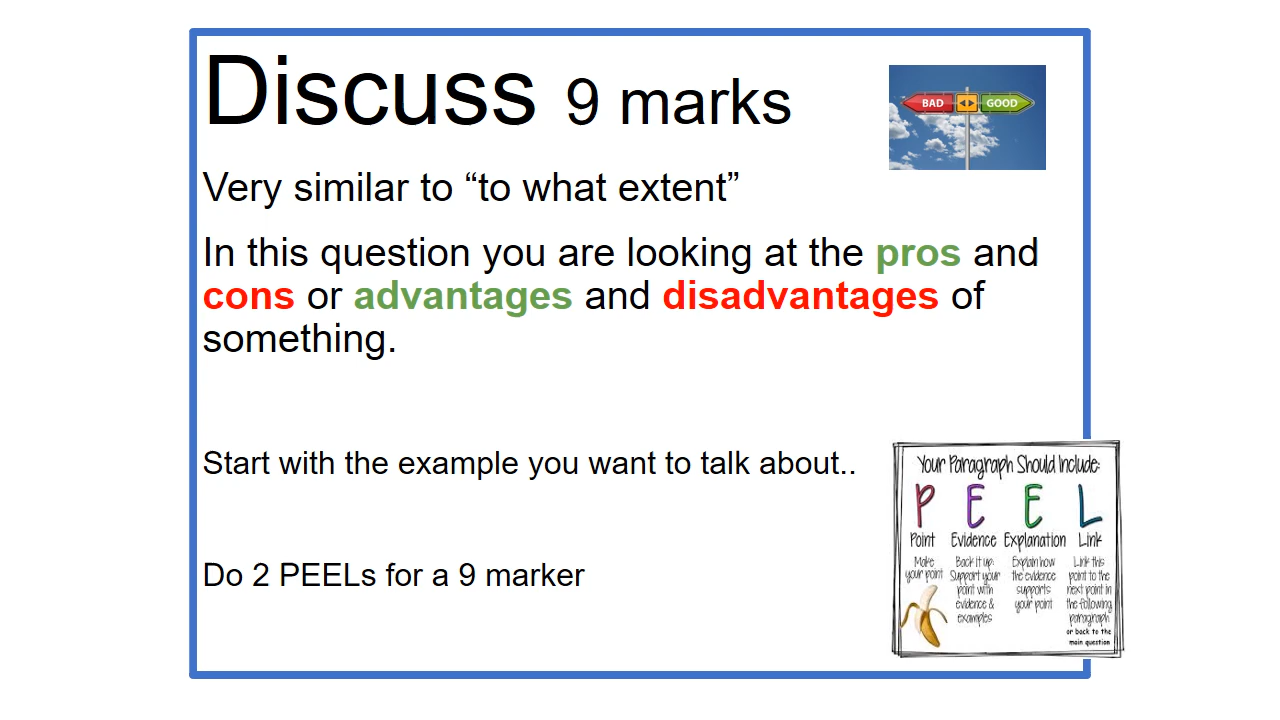 Discuss 9 marks
BAD GOOD
Very similar to “to what extent”
In this question you are looking at the pros and
cons or advantages and disadvantages of
something.
Start with the example you want to talk about..
Do 2 PEELs for a 9 marker
Your Paragraph Should Include:
P E E L
Point Evidence Explanation Link
Make
your point
Back it up:
Support your
point with
evidence &
examples
Explain how
the evidence
supports
your point
Link this
point to the
next point in
the following
paragraph
or back to the
main question